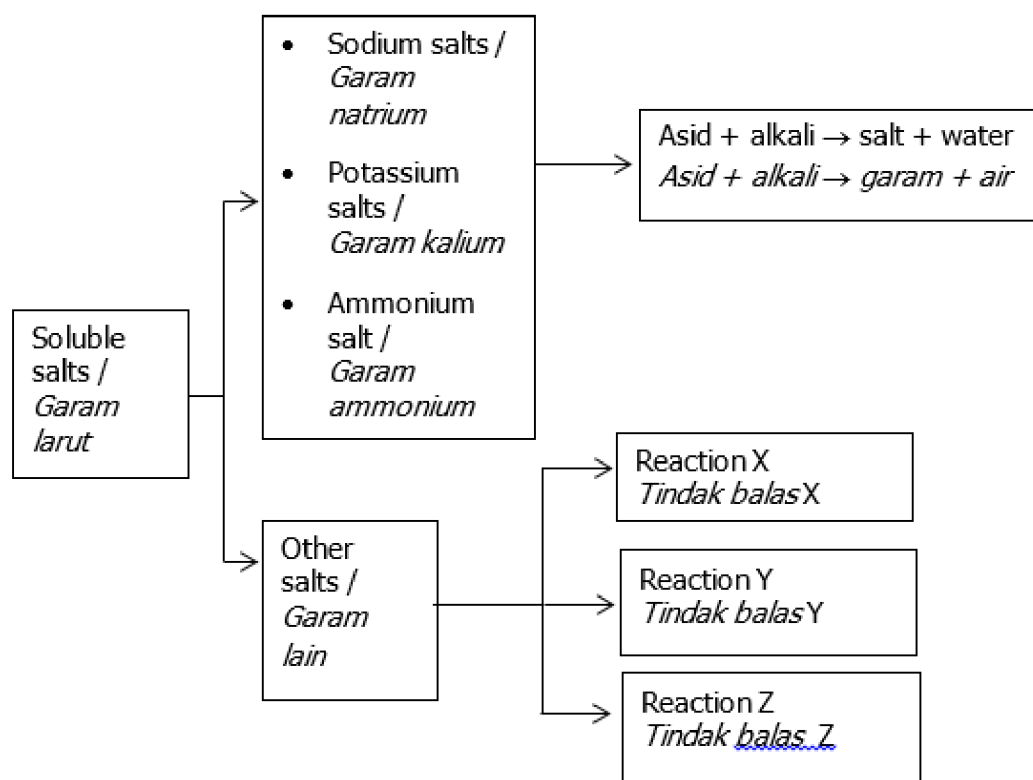 Soluble
salts /
Garam
larut
• Sodium salts /
Garam
natrium
• Potassium
salts /
Garam kalium
• Ammonium
salt /
Garam
ammonium
Asid + alkali → salt + water
Asid + alkali → garam + air
Other
salts /
Garam
lain
Reaction X
Tindak balas X
Reaction Y
Tindak balas Y
Reaction Z
Tindak balas Z